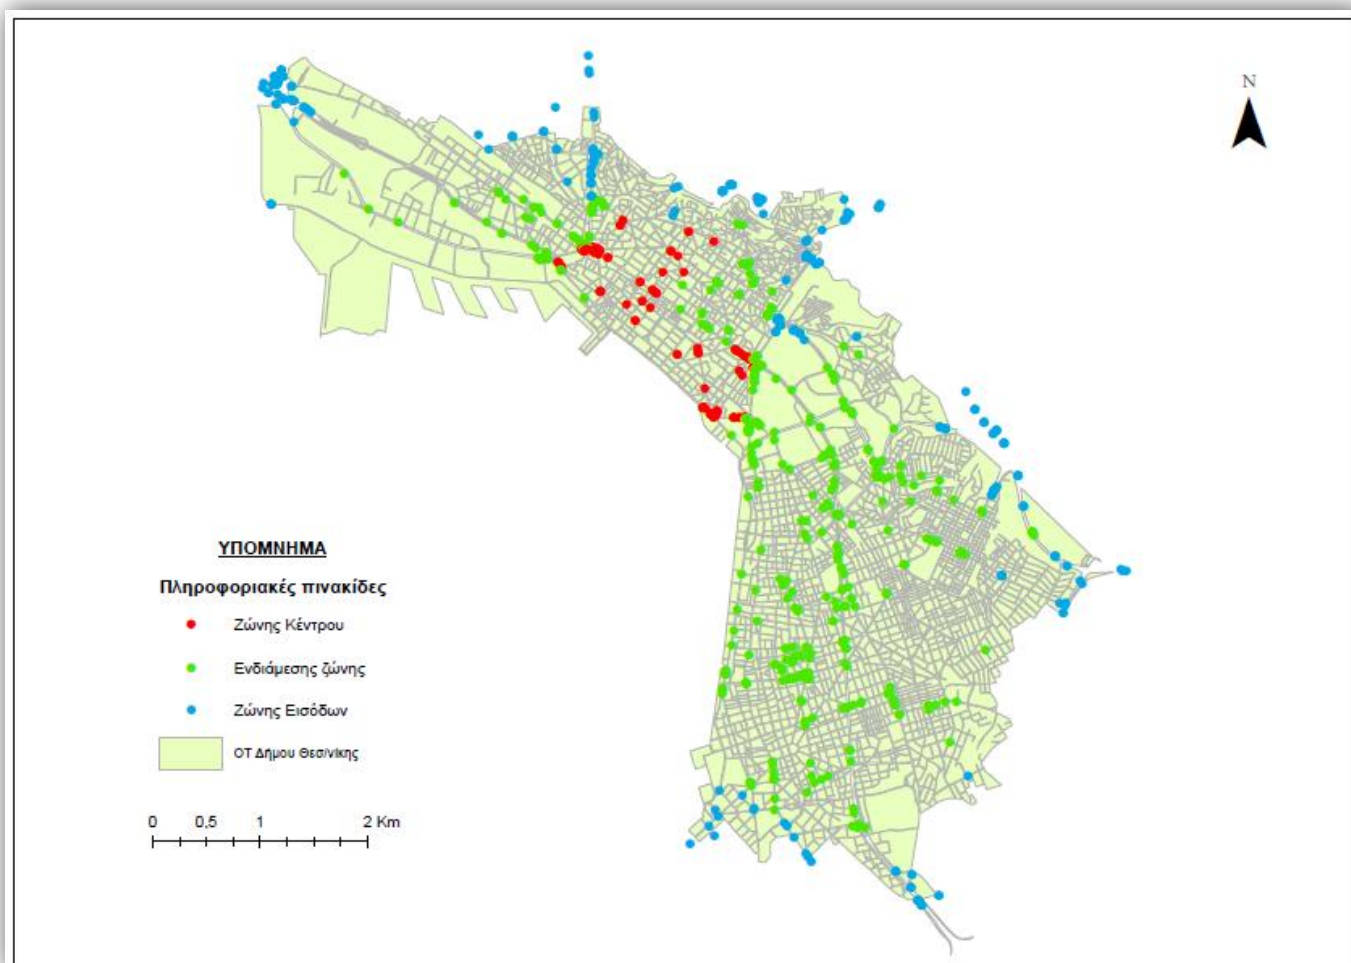 N
ΥΠΟΜΝΗΜΑ
Πληροφοριακές πινακίδες
Ζώνης Κέντρου
Ενδιάμεσης ζώνης
Ζώνης Εισόδων
ΟΤ Δήμου Θεσ/νίκης
0 0,5 1 2 Km